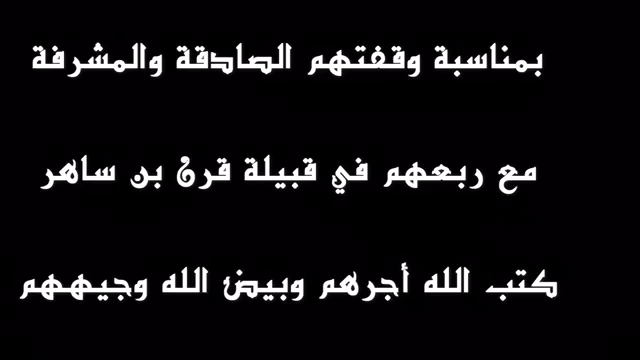 بمناسبة وقفتهم الصادقة والمشرفة
مع ربعهم في قبيلة قرن بن ساهر
كتب الله أجرهم وبيض الله وجيههم